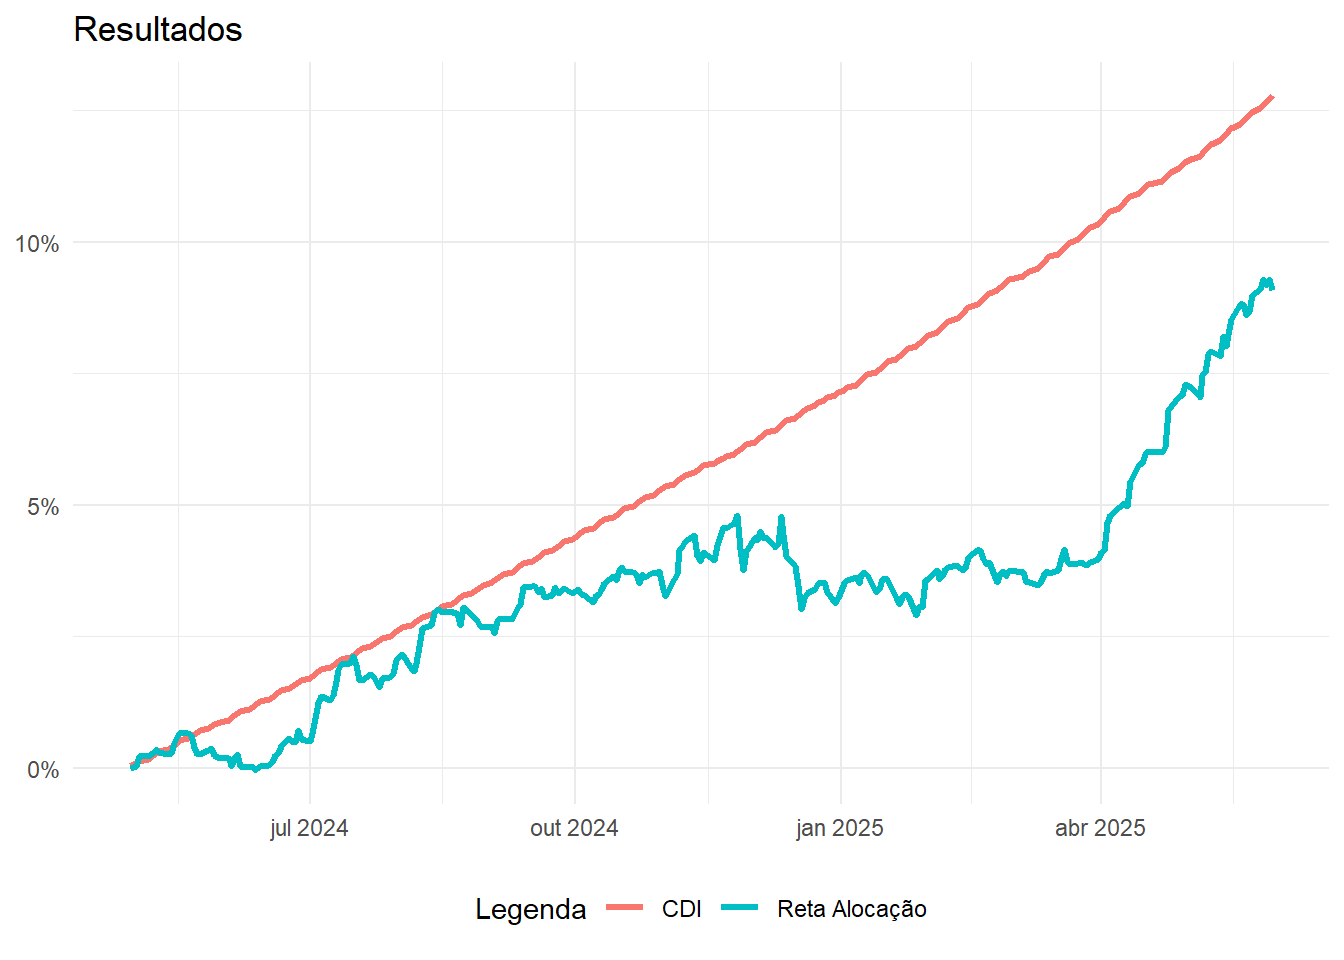 Resultados
10%
5%
0%
jul 2024 out 2024 jan 2025 abr 2025
Legenda CDI Reta Alocação